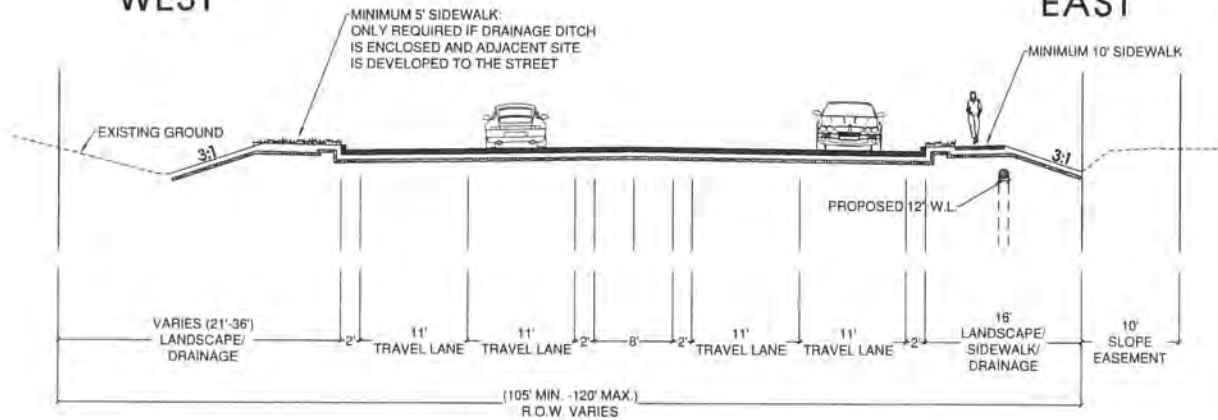 WEST
EAST
MINIMUM 5' SIDEWALK:
ONLY REQUIRED IF DRAINAGE DITCH
IS ENCLOSED AND ADJACENT SITE
IS DEVELOPED TO THE STREET
MINIMUM 10' SIDEWALK
EXISTING GROUND
3:1
3:1
PROPOSED 12" W.L.
VARIES (21'-36')
LANDSCAPE/
DRAINAGE
2'
11'
TRAVEL LANE
11'
TRAVEL LANE
2'
8'
2'
11'
TRAVEL LANE
11'
TRAVEL LANE
2'
16'
LANDSCAPE/
SIDEWALK/
DRAINAGE
10'
SLOPE
EASEMENT
(105' MIN. -120' MAX.)
R.O.W. VARIES